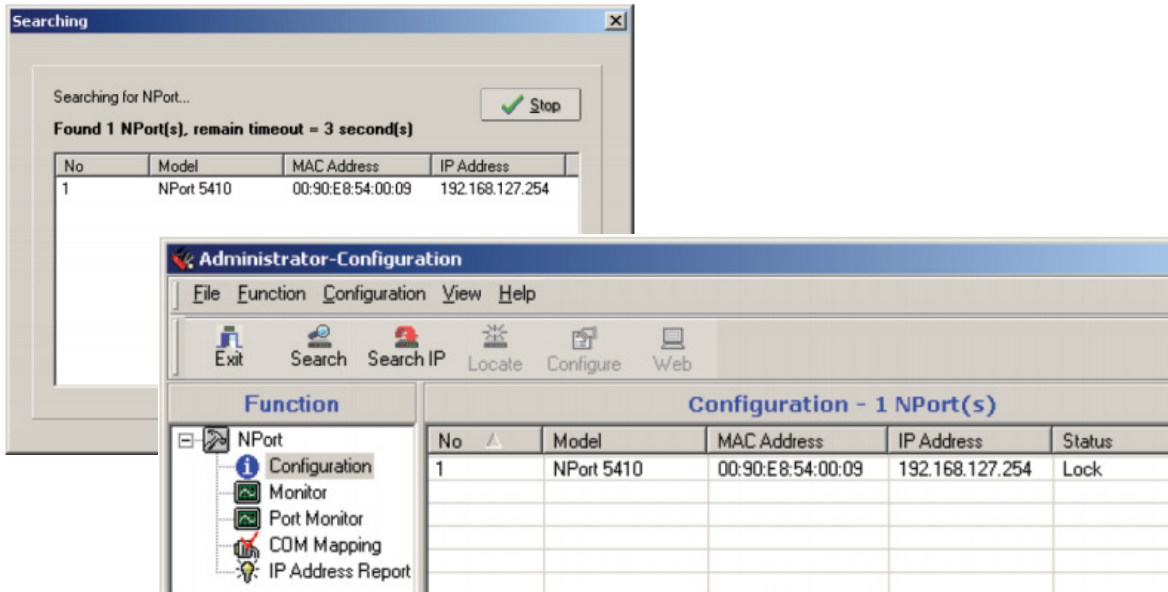 Searching
Searching for NPort...
Stop
Found 1 NPort(s), remain timeout = 3 second(s)
No Model MAC Address IP Address
1 NPort 5410 00:90:E8:54:00:09 192.168.127.254
Administrator-Configuration
File Function Configuration View Help
Exit Search Search IP Locate Configure Web
Function
Configuration - 1 NPort(s)
NPort
Configuration
Monitor
Port Monitor
COM Mapping
IP Address Report
No Model MAC Address IP Address Status
1 NPort 5410 00:90:E8:54:00:09 192.168.127.254 Lock